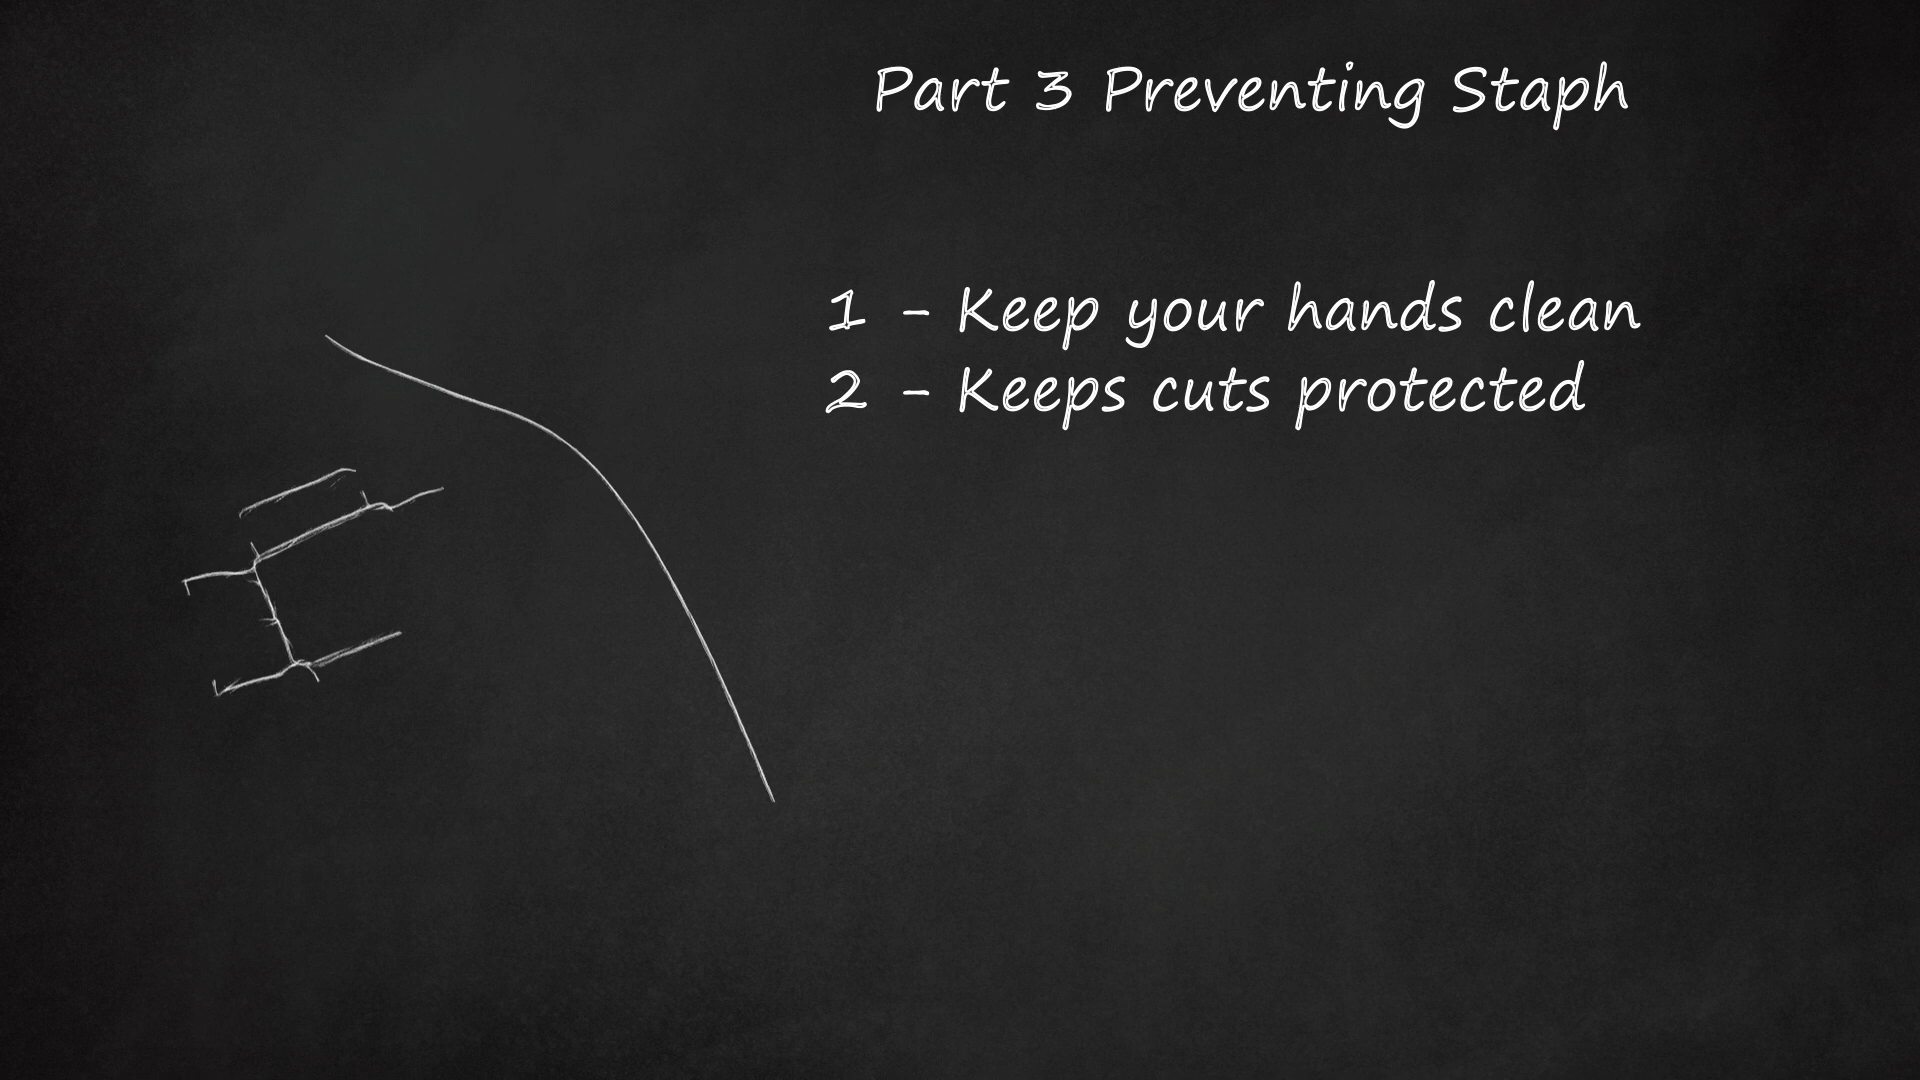 Part 3 Preventing Staph
1 - Keep your hands clean
2 - Keeps cuts protected